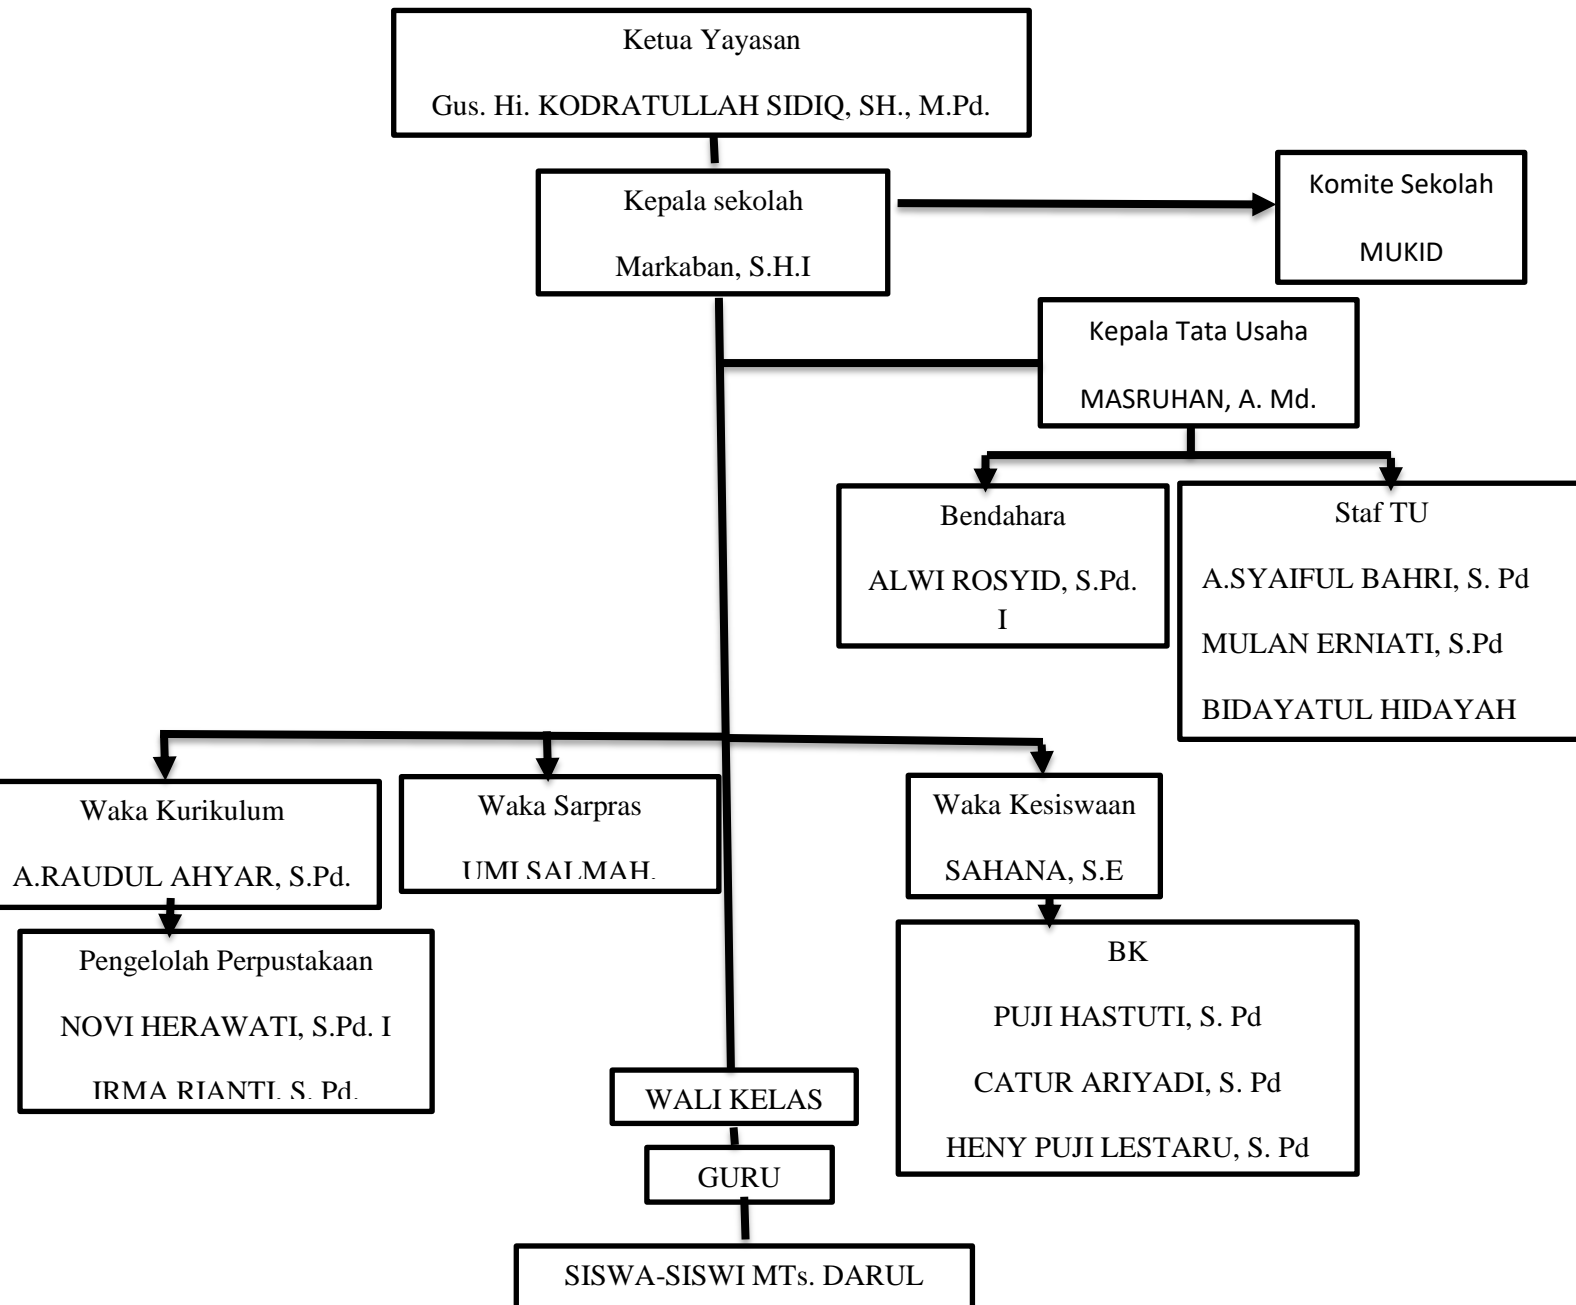 Ketua Yayasan
Gus. Hi. KODRATULLAH SIDIQ, SH., M.Pd.
Kepala sekolah
Markaban, S.H.I
Komite Sekolah
MUKID
Kepala Tata Usaha
MASRUHAN, A. Md.
Bendahara
ALWI ROSYID, S.Pd.
I
Staf TU
A.SYAIFUL BAHRI, S. Pd
MULAN ERNIATI, S.Pd
BIDAYATUL HIDAYAH
Waka Kurikulum
A.RAUDUL AHYAR, S.Pd.
Waka Sarpras
UMI SALMAH.
Waka Kesiswaan
SAHANA, S.E
Pengelolah Perpustakaan
NOVI HERAWATI, S.Pd. I
IRMA RIANTI, S. Pd.
BK
PUJI HASTUTI, S. Pd
CATUR ARIYADI, S. Pd
HENY PUJI LESTARU, S. Pd
WALI KELAS
GURU
SISWA-SISWI MTs. DARUL